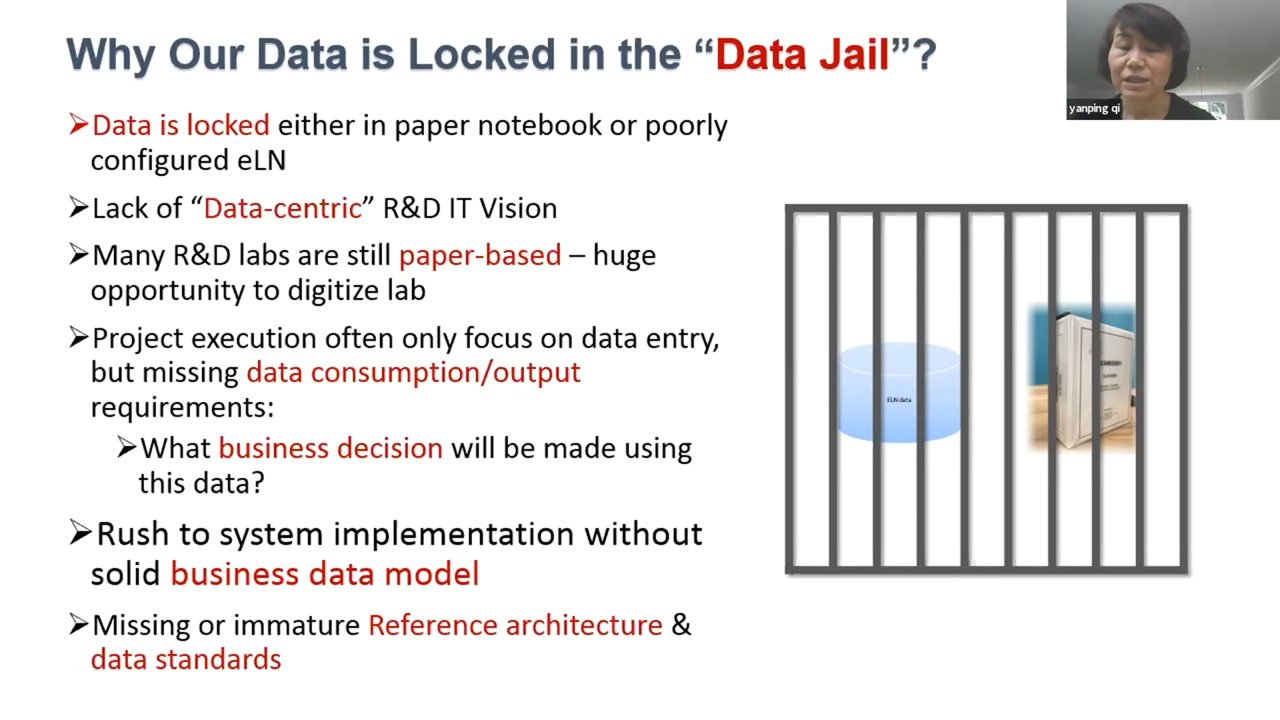 Why Our Data is Locked in the “Data Jail”?
yanping qi
➢Data is locked either in paper notebook or poorly
configured eLN
➢Lack of “Data-centric” R&D IT Vision
➢Many R&D labs are still paper-based – huge
opportunity to digitize lab
➢Project execution often only focus on data entry,
but missing data consumption/output
requirements:
➢What business decision will be made using
this data?
➢Rush to system implementation without
solid business data model
➢Missing or immature Reference architecture &
data standards
ELN data